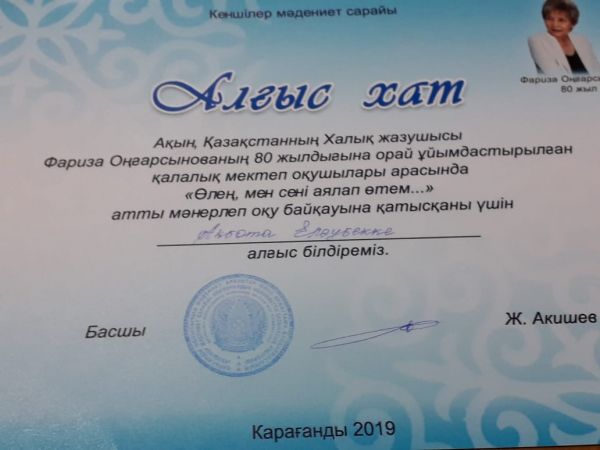 Кеншілер мәдениет сарайы
Фариза Оңғарсы
80 жыл
Алғыс хат
Ақын, Қазақстанның Халық жазушысы
Фариза Оңғарсынованың 80 жылдығына орай ұйымдастырылған
қалалық мектеп оқушылары арасында
«Өлең, мен сені аялап өтем...»
атты мәнерлеп оқу байқауына қатысқаны үшін
Ақбота Елеубекке
алғыс білдіреміз.
Басшы
Ж. Акишев
Қарағанды 2019